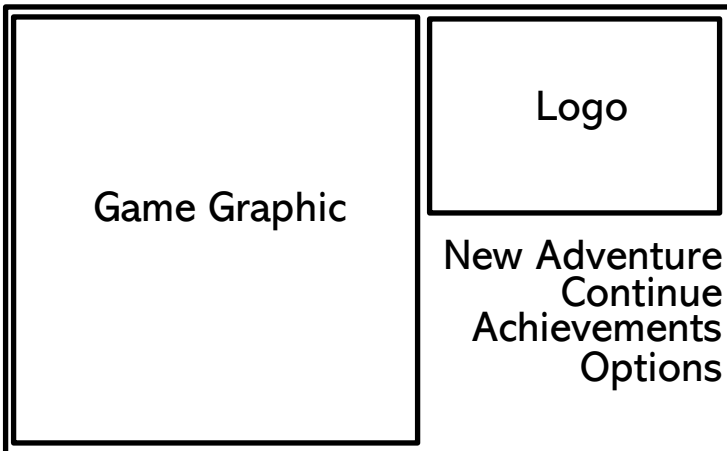 Game Graphic
Logo
New Adventure
Continue
Achievements
Options